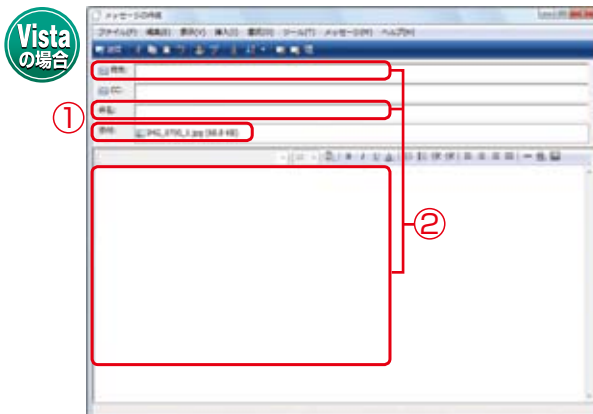 Vista
の場合
メッセージの作成
ファイル(F) 編集(E) 表示(V) 挿入(I) 書式(O) ツール(T) メッセージ(M) ヘルプ(H)
宛先:
CC:
①
件名:
添付:
IMG_0700_1.jpg
B I U A
②